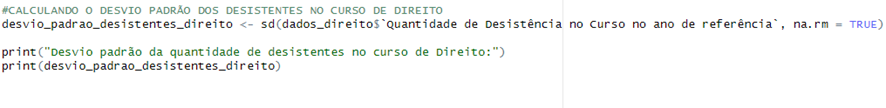 #CALCULANDO O DESVIO PADRÃO DOS DESISTENTES NO CURSO DE DIREITO
desvio_padrao_desistentes_direito <- sd(dados_direito$`Quantidade de Desistência no Curso no ano de referência`, na.rm = TRUE)
print("Desvio padrão da quantidade de desistentes no curso de Direito:")
print(desvio_padrao_desistentes_direito)